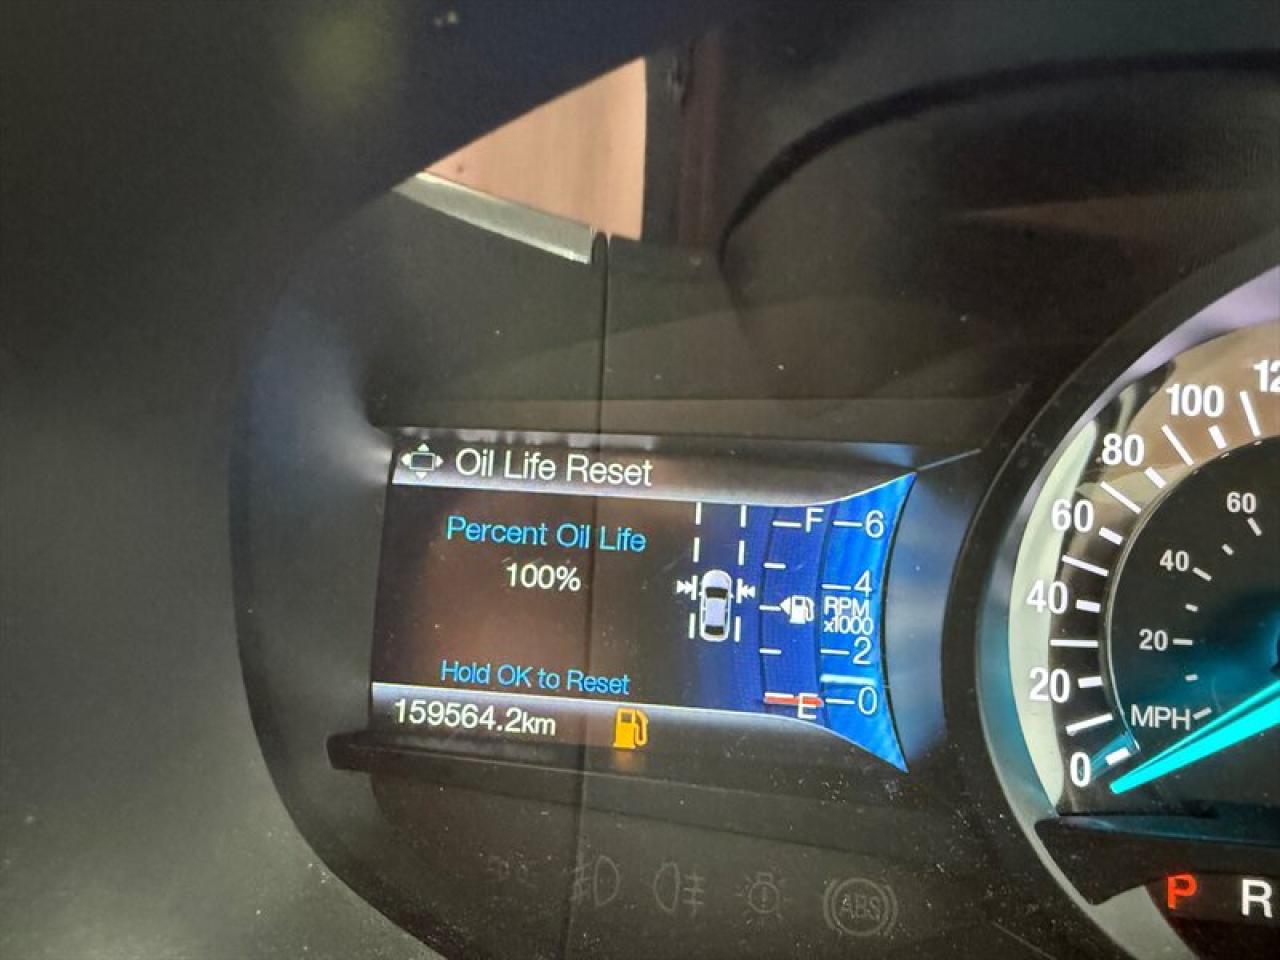 Oil Life Reset
Percent Oil Life
100%
Hold OK to Reset
159564.2km
F
E
6
4
RPM
x1000
2
0
100
80
60
40
20
0
60
40
20
MPH
P
R
ABS